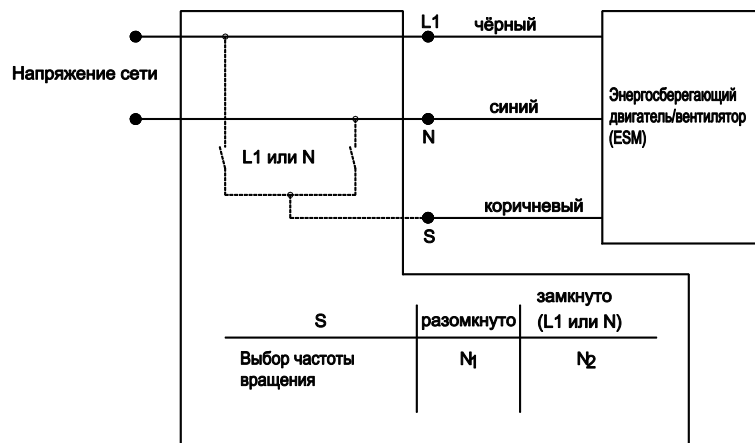 L1
чёрный
Напряжение сети
Энергосберегающий
двигатель/вентилятор
(ESM)
синий
N
L1 или N
коричневый
S
замкнуто
S
разомкнуто
(L1 или N)
Выбор частоты
вращения
N1
N2